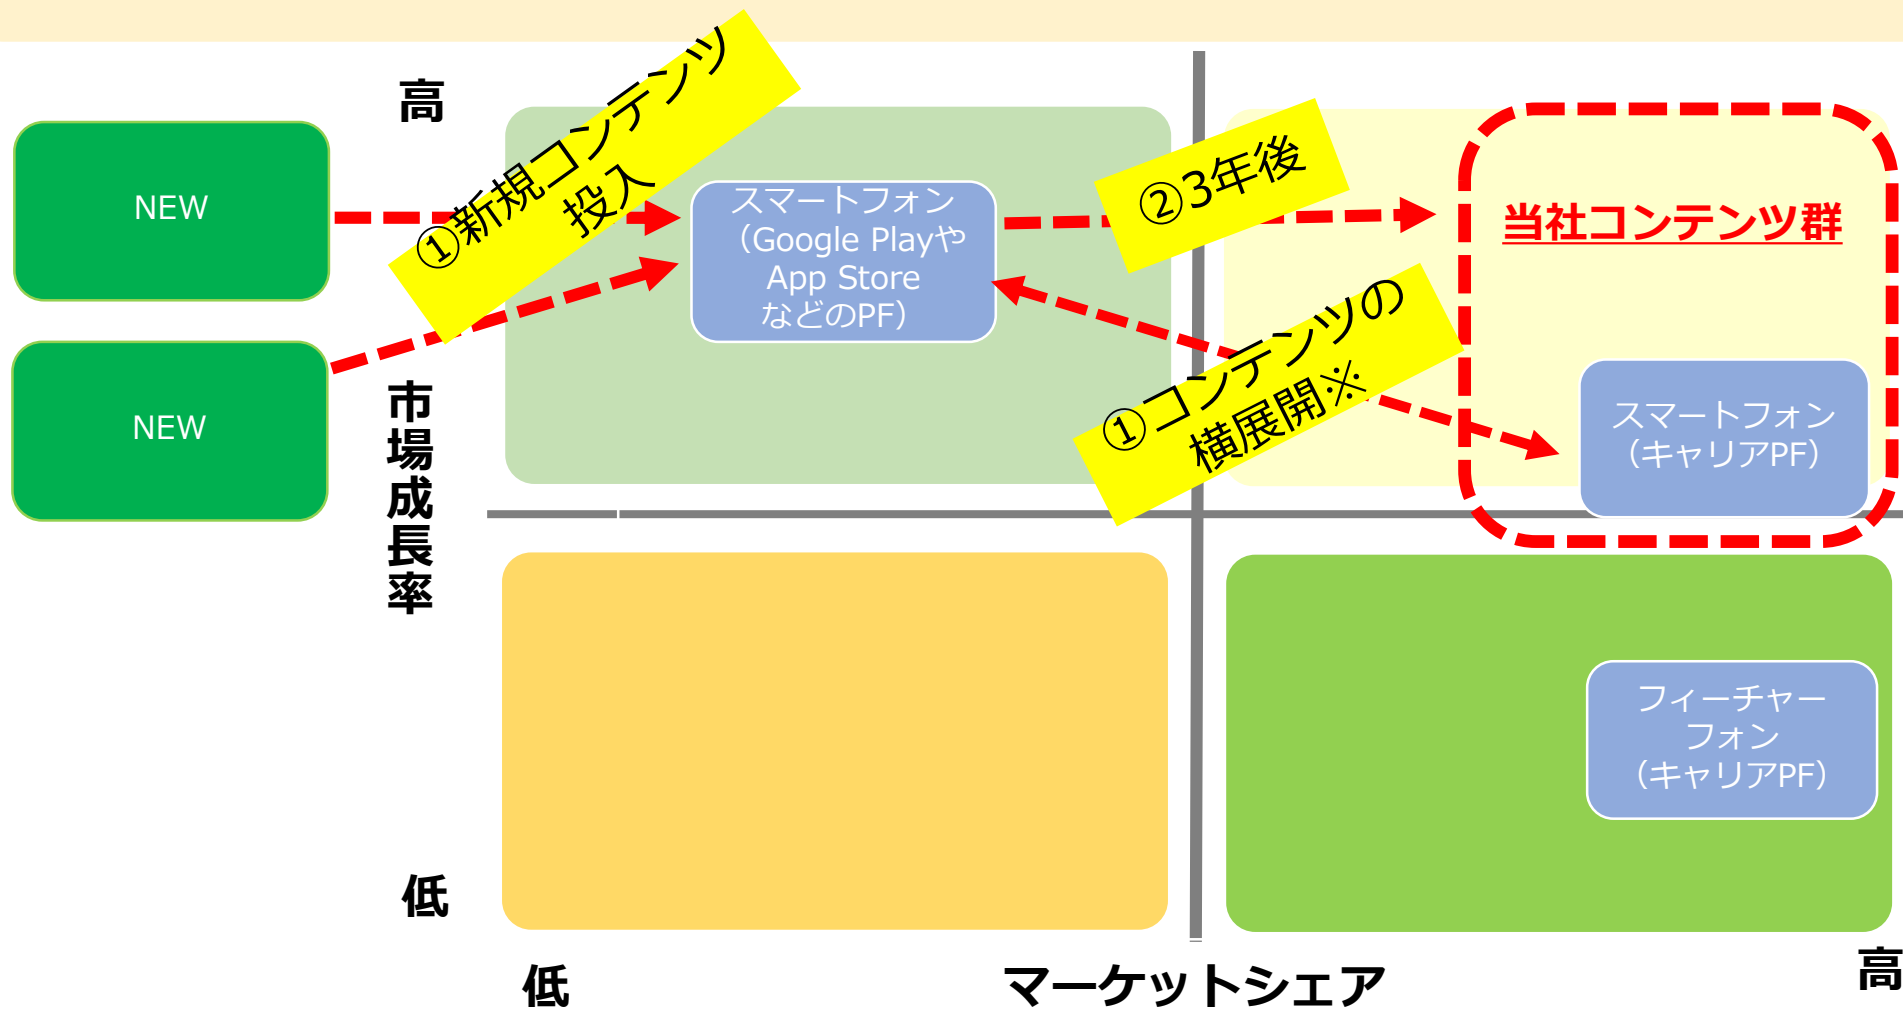 高
①新規コンテンツ
投入
NEW
スマートフォン
（Google Playや
App Store
などのPF）
②3年後
当社コンテンツ群
NEW
①コンテンツの
横展開※
スマートフォン
（キャリアPF）
市場成長率
フィーチャー
フォン
（キャリアPF）
低
低
マーケットシェア
高